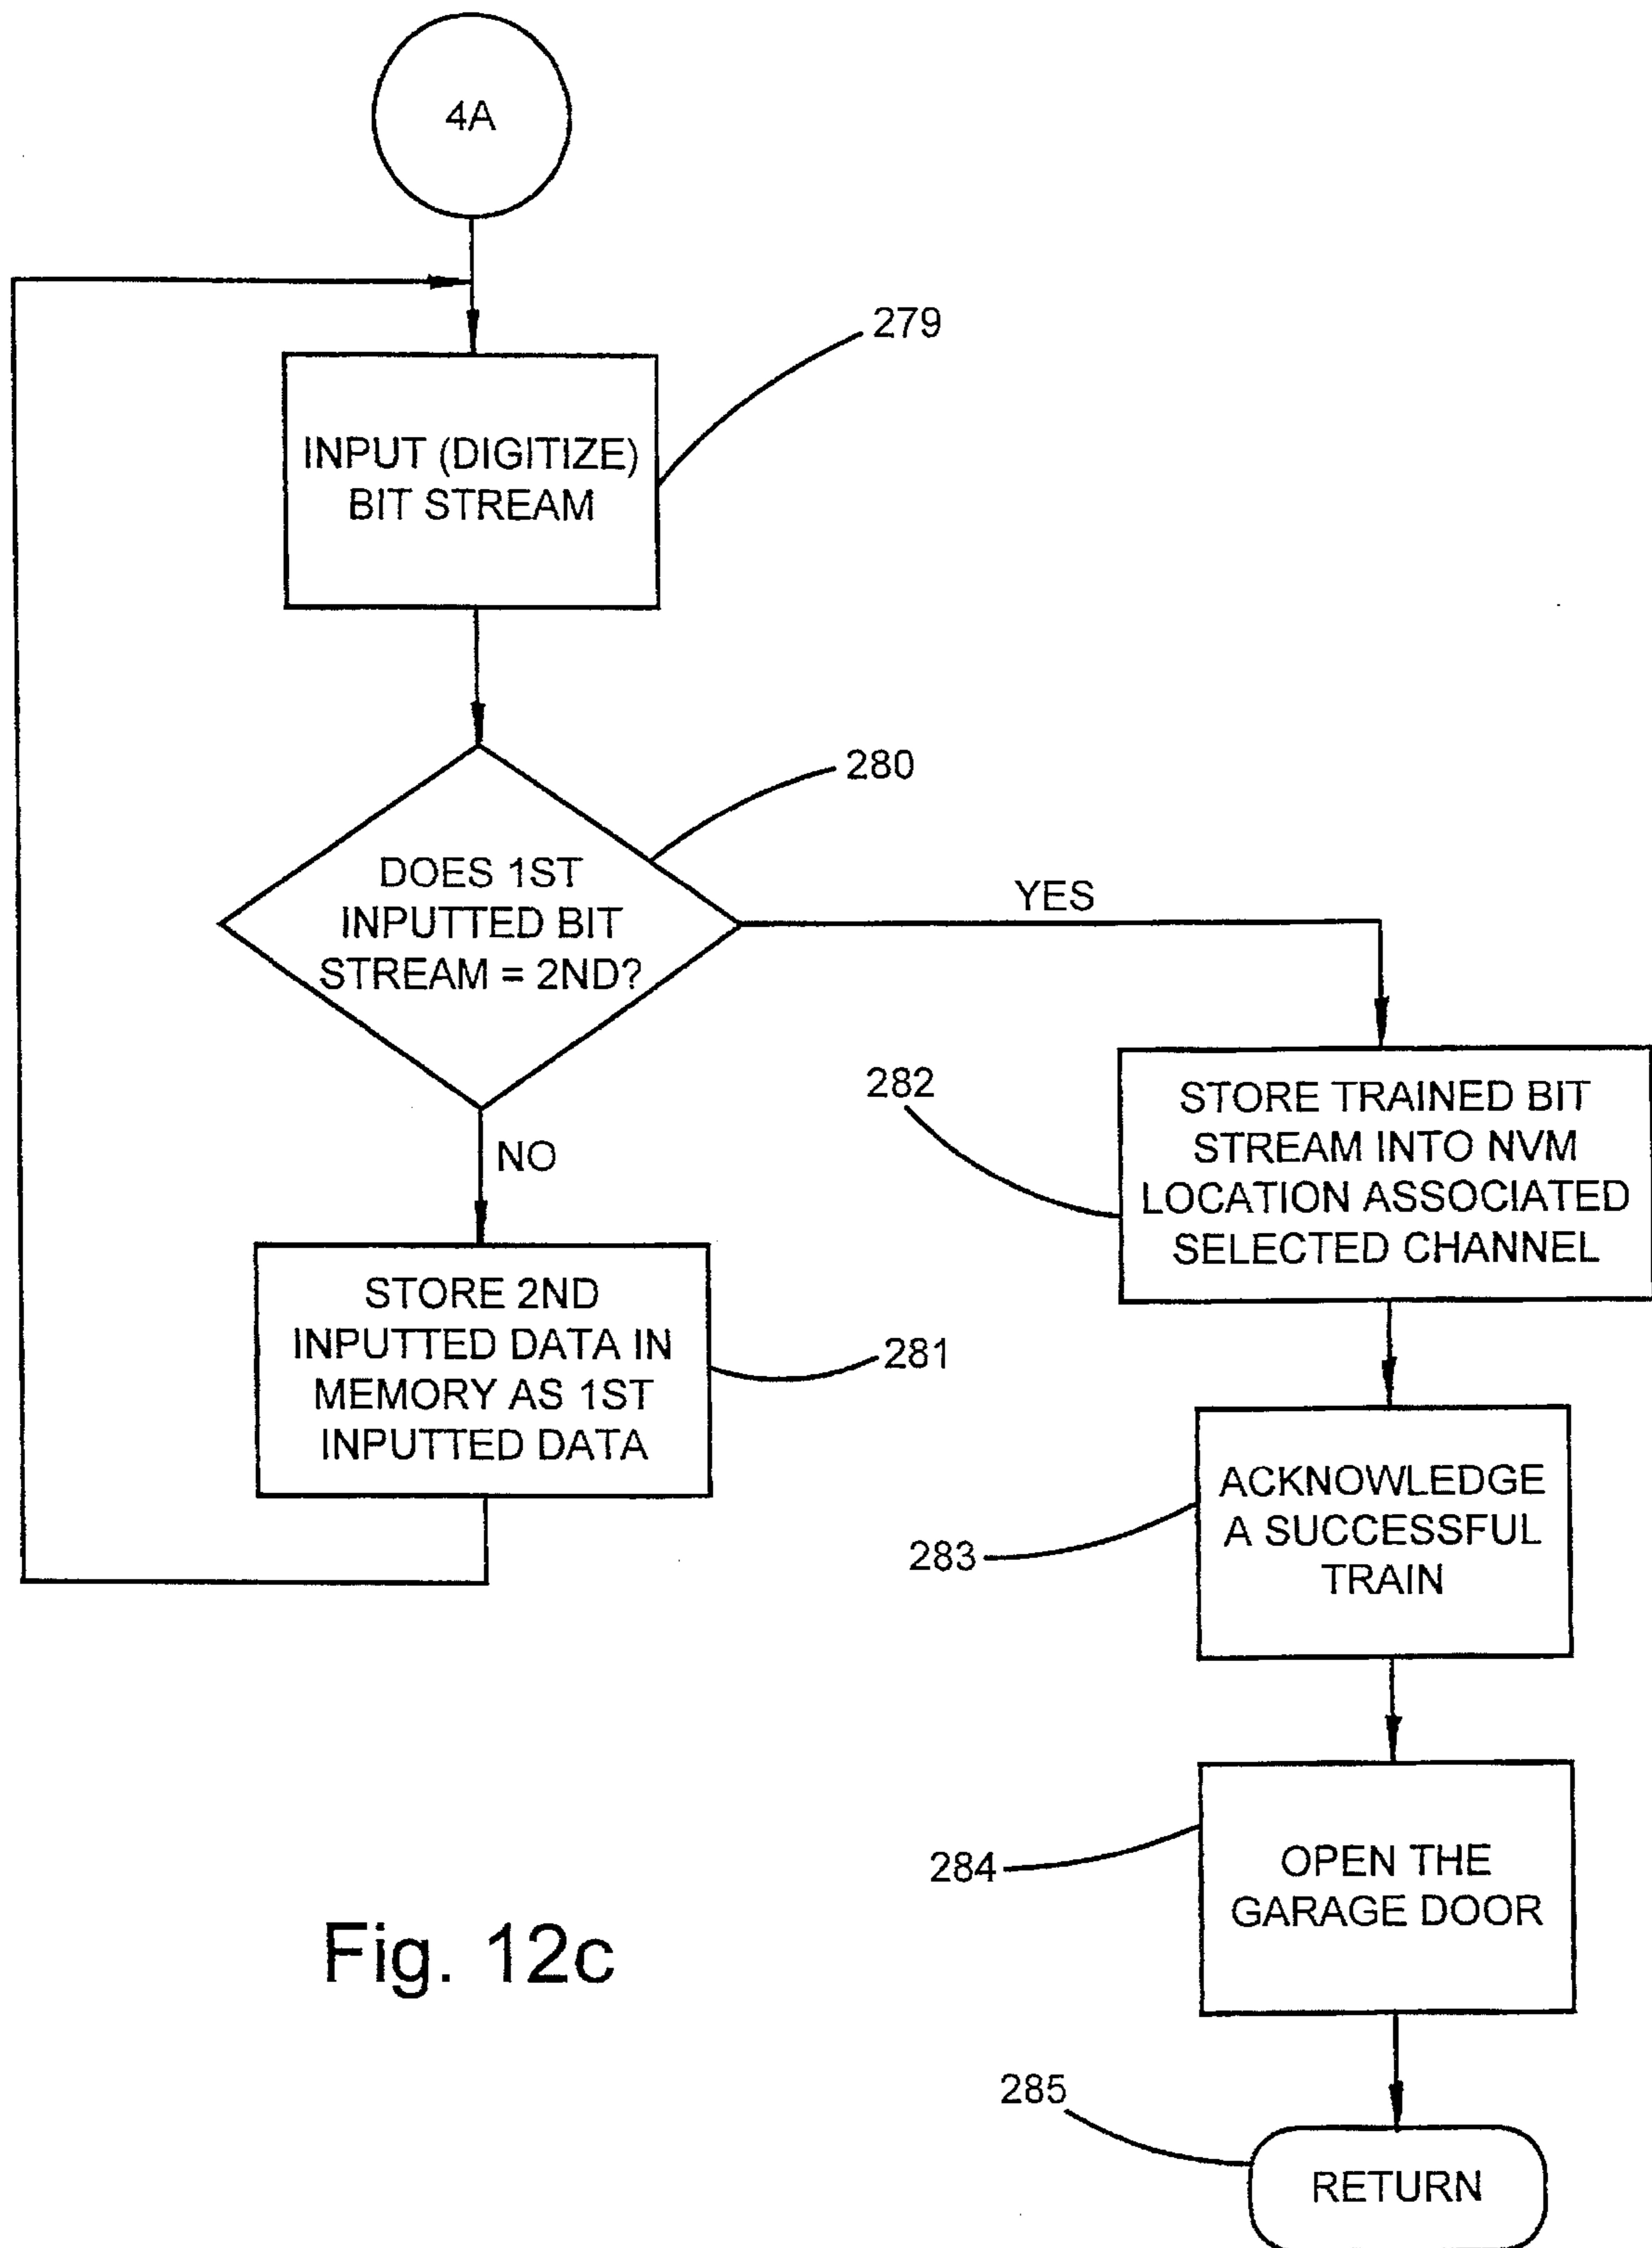 4A
279
INPUT (DIGITIZE)
BIT STREAM
280
DOES 1ST
INPUTTED BIT
STREAM = 2ND?
YES
NO
281
STORE 2ND
INPUTTED DATA IN
MEMORY AS 1ST
INPUTTED DATA
282
STORE TRAINED BIT
STREAM INTO NVM
LOCATION ASSOCIATED
SELECTED CHANNEL
283
ACKNOWLEDGE
A SUCCESSFUL
TRAIN
284
OPEN THE
GARAGE DOOR
285
RETURN
Fig. 12c